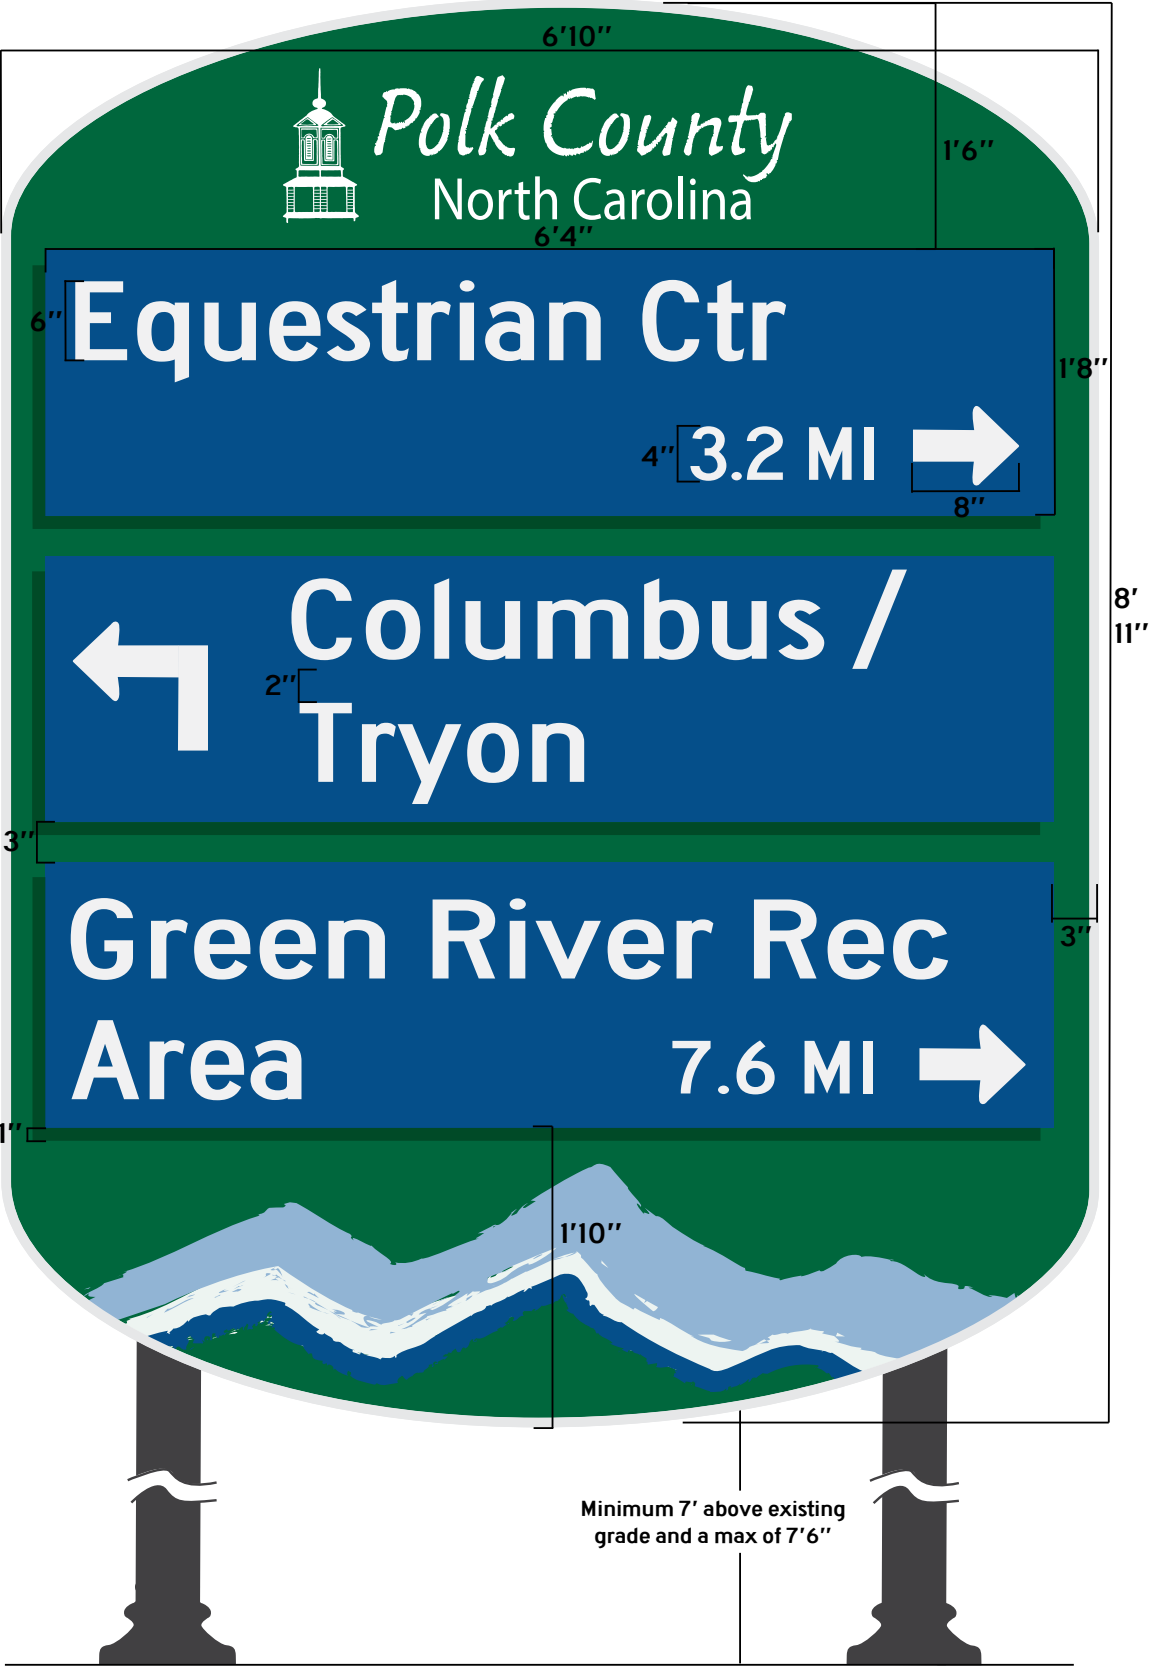 6'10''
Polk County
North Carolina
1'6''
6'4''
6''
Equestrian Ctr
1'8''
4''
3.2 MI
8''
Columbus /
2''
Tryon
8'
11''
3''
Green River Rec
3''
Area
7.6 MI
1''
1'10''
Minimum 7' above existing
grade and a max of 7'6''